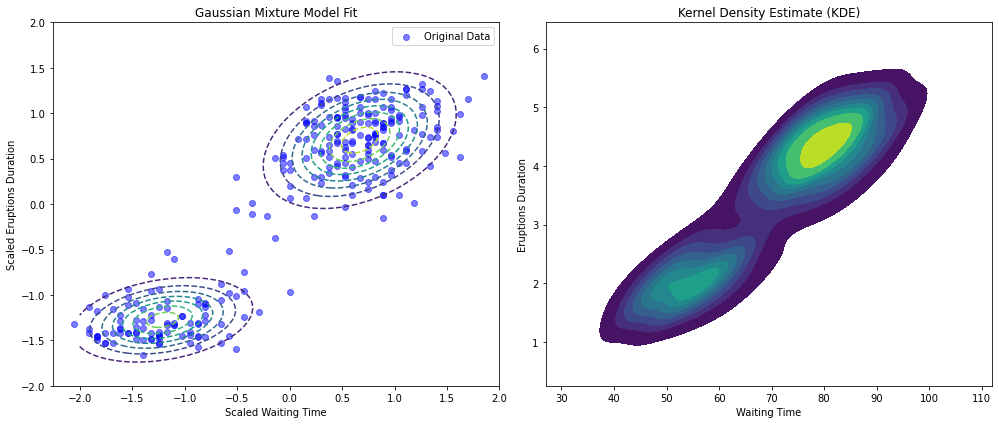 Gaussian Mixture Model Fit
Original Data
2.0
1.5
1.0
0.5
0.0
−0.5
−1.0
−1.5
−2.0
Scaled Eruptions Duration
−2.0 −1.5 −1.0 −0.5 0.0 0.5 1.0 1.5 2.0
Scaled Waiting Time
Kernel Density Estimate (KDE)
6
5
4
3
2
1
Eruptions Duration
30 40 50 60 70 80 90 100 110
Waiting Time